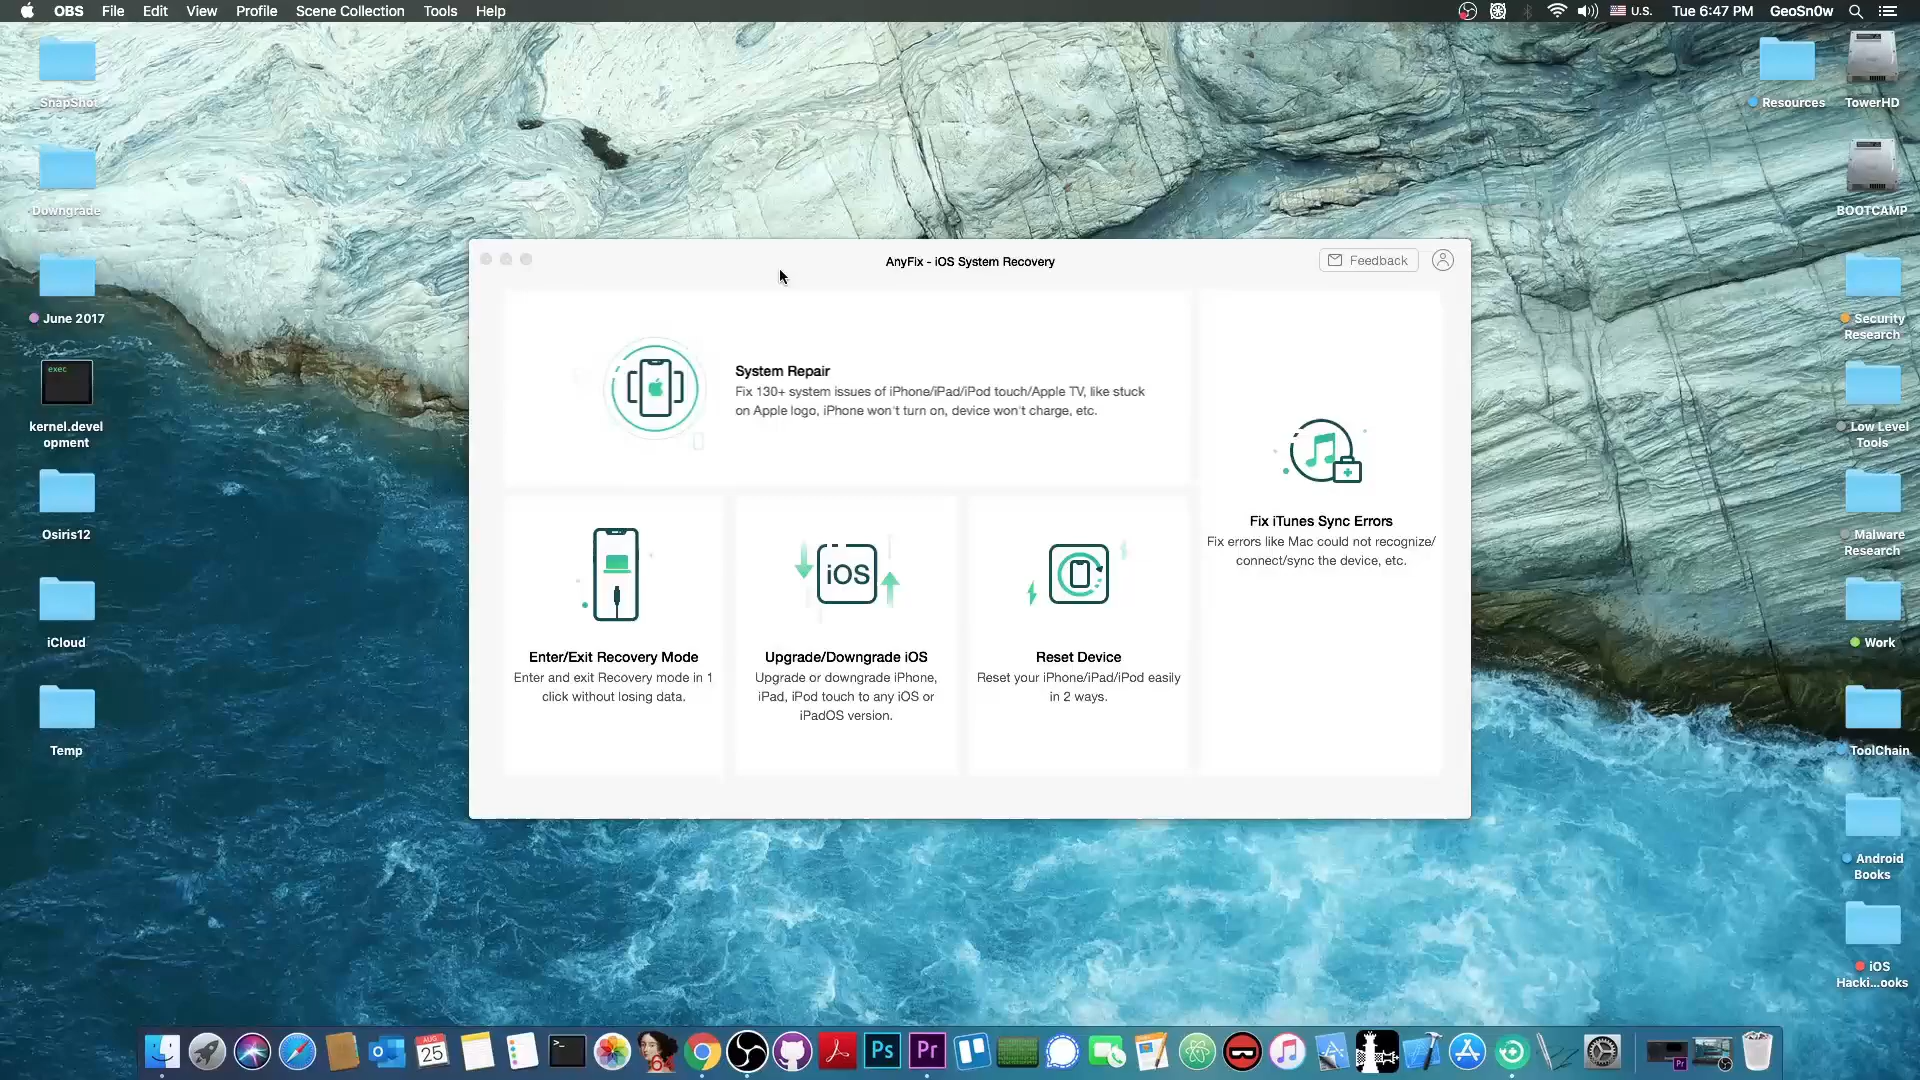 OBS File Edit View Profile Scene Collection Tools Help
U.S. Tue 6:47 PM GeoSn0w
SnapShot
Downgrade
June 2017
exec
kernel.devel
opment
Osiris12
iCloud
Temp
AnyFix - iOS System Recovery
Feedback
System Repair
Fix 130+ system issues of iPhone/iPad/iPod touch/Apple TV, like stuck
on Apple logo, iPhone won't turn on, device won't charge, etc.
Fix iTunes Sync Errors
Fix errors like Mac could not recognize/
connect/sync the device, etc.
Enter/Exit Recovery Mode
Enter and exit Recovery mode in 1
click without losing data.
iOS
Upgrade/Downgrade iOS
Upgrade or downgrade iPhone,
iPad, iPod touch to any iOS or
iPadOS version.
Reset Device
Reset your iPhone/iPad/iPod easily
in 2 ways.
Resources
TowerHD
BOOTCAMP
Security
Research
Low Level
Tools
Malware
Research
Work
ToolChain
Android
Books
iOS
Hacki...ooks
AUG
25
>_
Ps
Pr
Pr